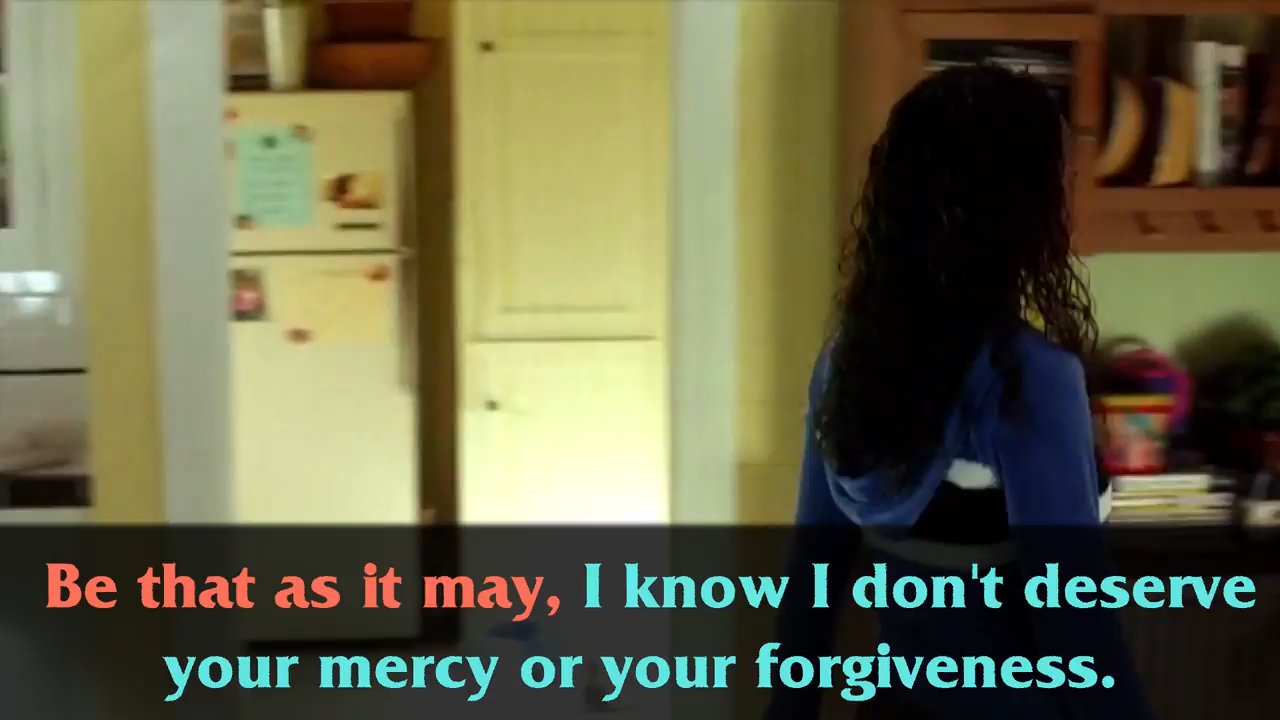 Be that as it may, I know I don't deserve
your mercy or your forgiveness.